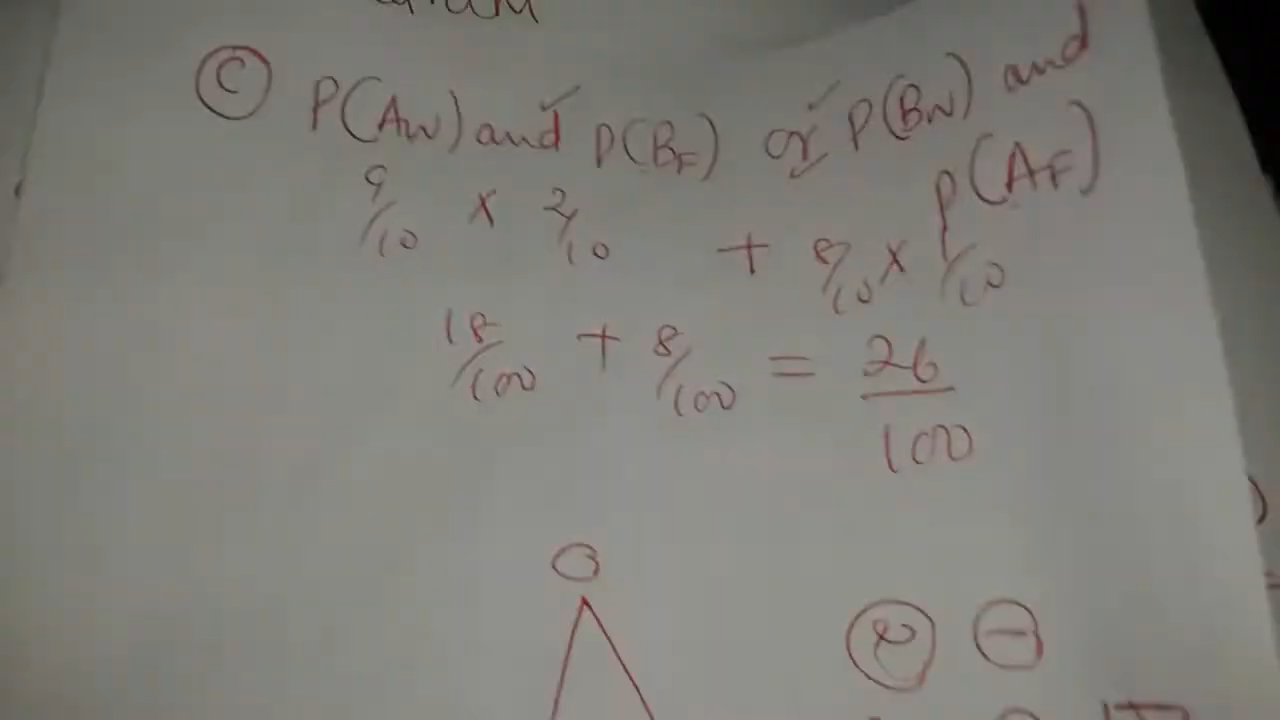 Ⓒ P(AW) and P(BF) or P(BW) and
P(AF)
9/10 × 2/10 + 8/10 × 1/10
18/100 + 8/100 = 26/100
O